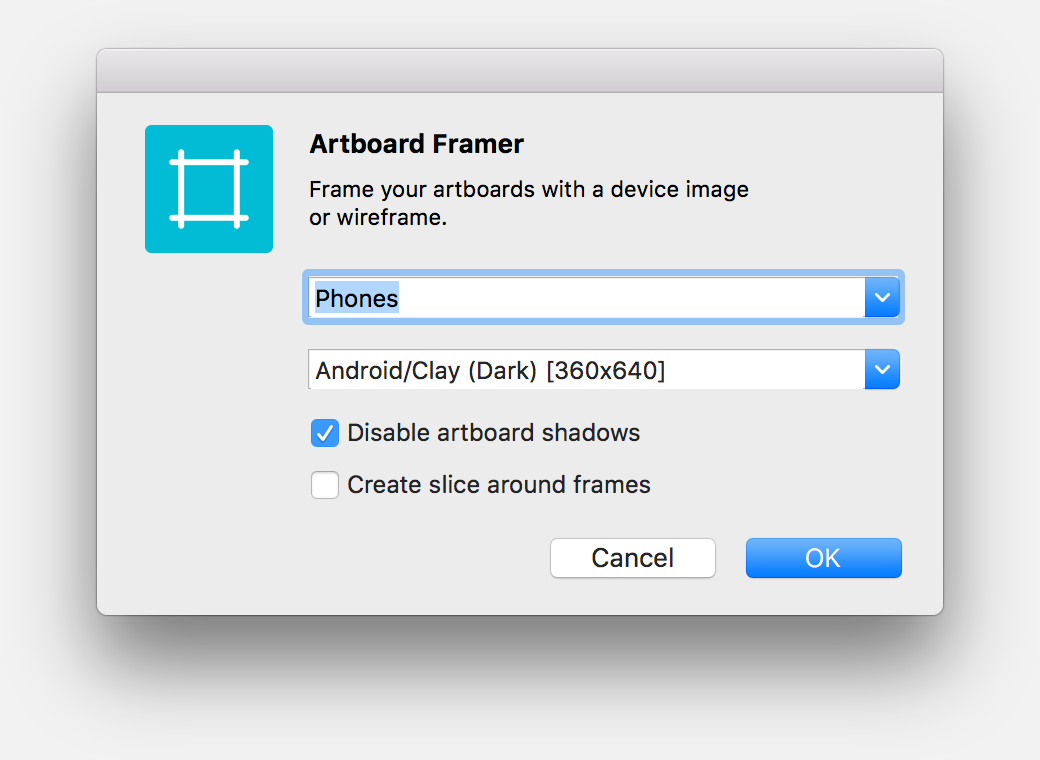 Artboard Framer
Frame your artboards with a device image
or wireframe.
Phones
Android/Clay (Dark) [360x640]
Disable artboard shadows
Create slice around frames
Cancel
OK